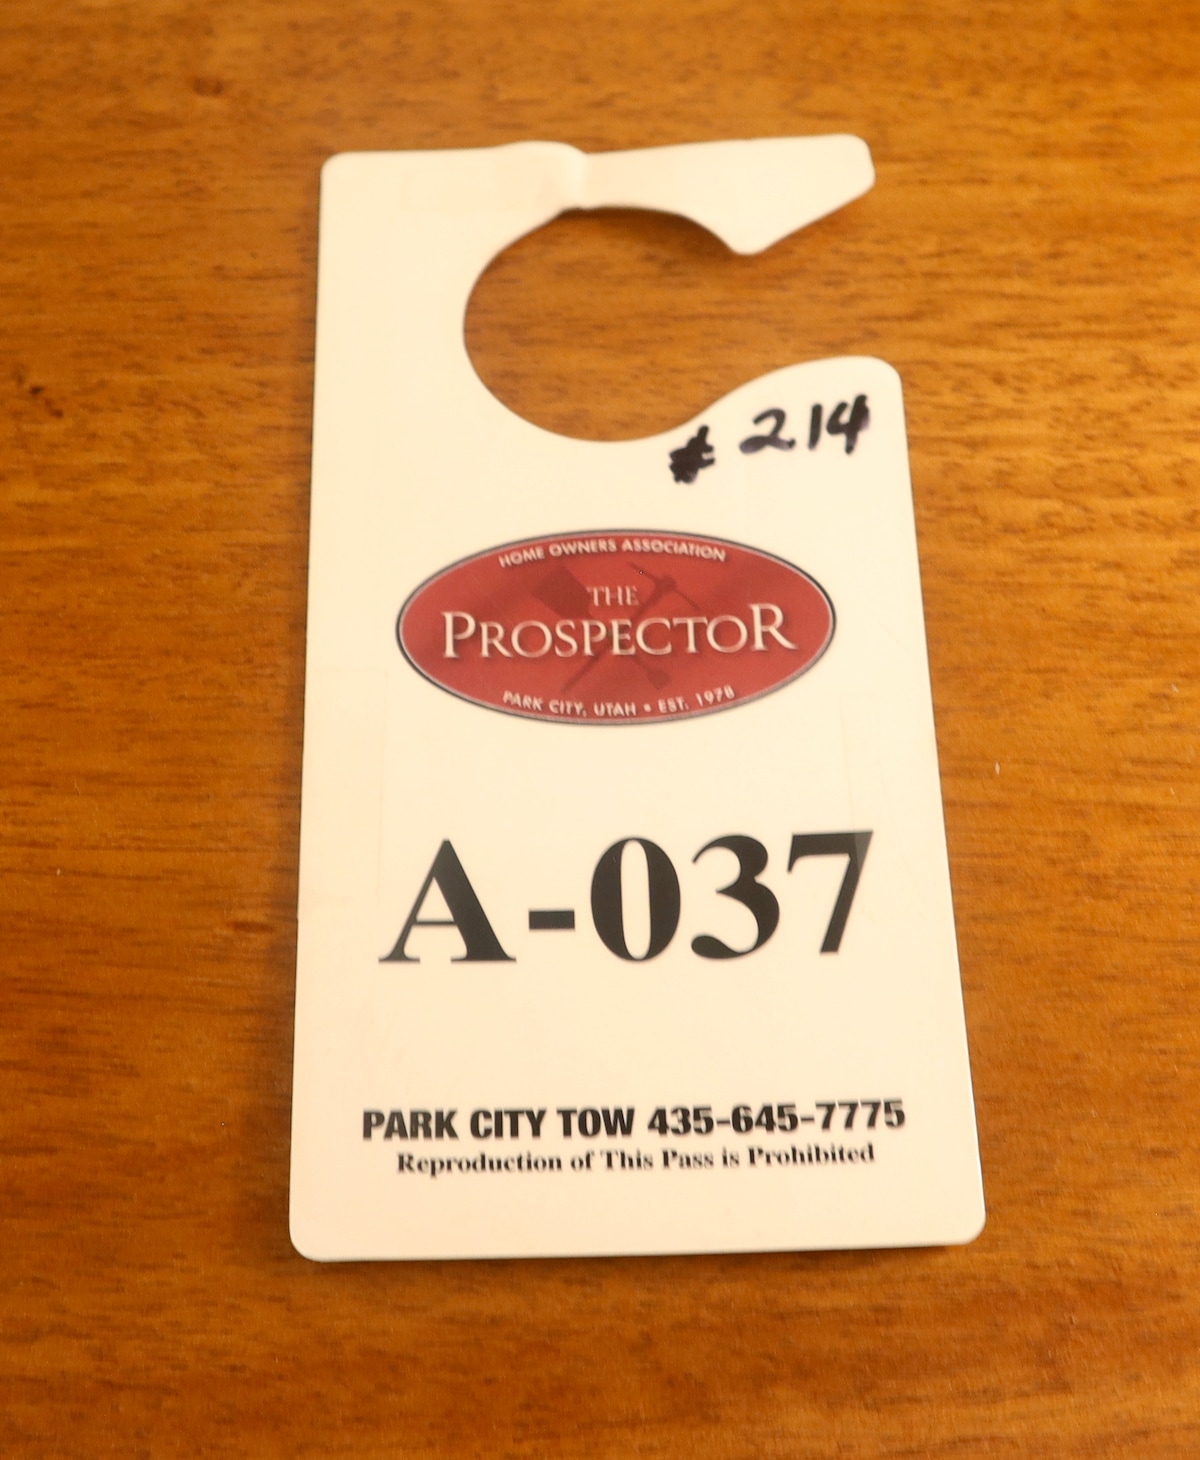 # 214
HOME OWNERS ASSOCIATION
THE
PROSPECTOR
PARK CITY, UTAH • EST. 1978
A-037
PARK CITY TOW 435-645-7775
Reproduction of This Pass is Prohibited